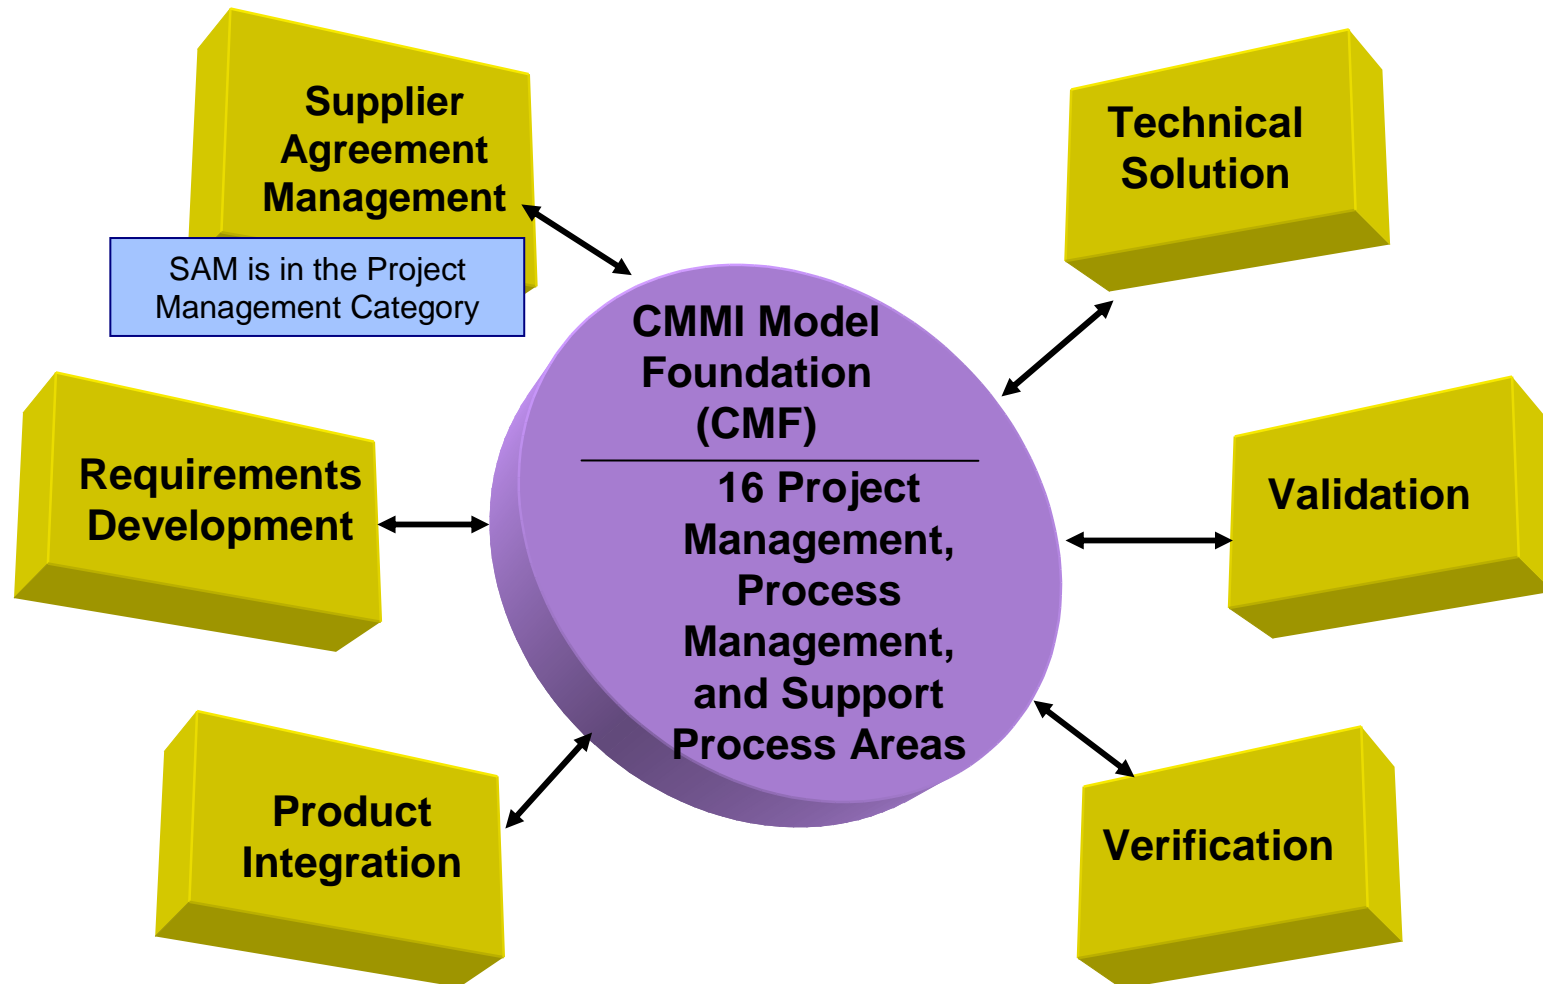 Supplier
Agreement
Management
SAM is in the Project
Management Category
Requirements
Development
Product
Integration
CMMI Model
Foundation
(CMF)
16 Project
Management,
Process
Management,
and Support
Process Areas
Technical
Solution
Validation
Verification